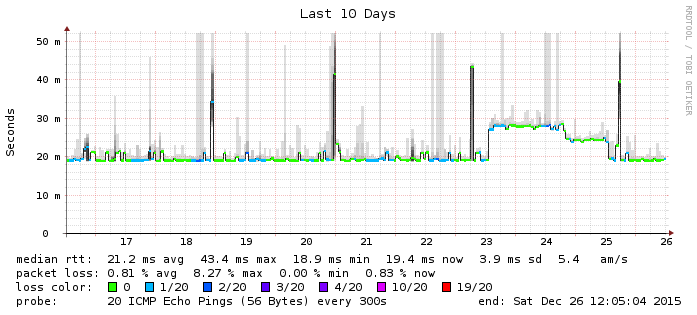 Last 10 Days
RRDTOOL / TOBI OETIKER
Seconds
50 m
40 m
30 m
20 m
10 m
0
17 18 19 20 21 22 23 24 25 26
median rtt: 21.2 ms avg 43.4 ms max 18.9 ms min 19.4 ms now 3.9 ms sd 5.4 am/s
packet loss: 0.81 % avg 8.27 % max 0.00 % min 0.83 % now
loss color: 0 1/20 2/20 3/20 4/20 10/20 19/20
probe: 20 ICMP Echo Pings (56 Bytes) every 300s end: Sat Dec 26 12:05:04 2015